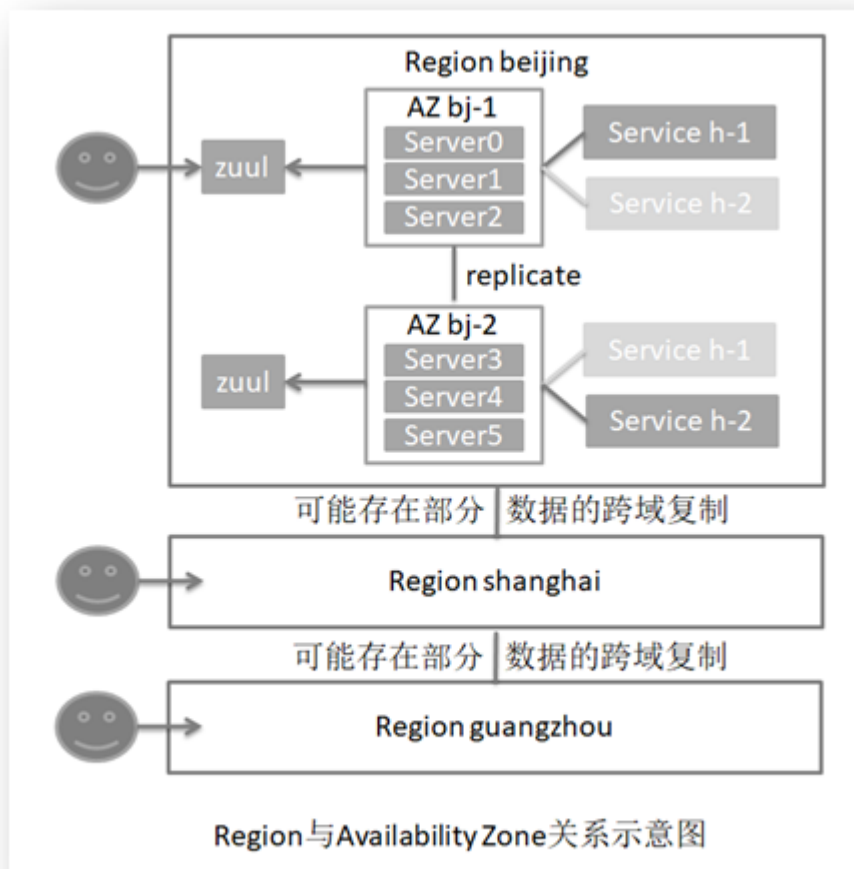 Region beijing
AZ bj-1
Server0
Server1
Server2
zuul
Service h-1
Service h-2
replicate
AZ bj-2
Server3
Server4
Server5
zuul
Service h-1
Service h-2
可能存在部分 数据的跨域复制
Region shanghai
可能存在部分 数据的跨域复制
Region guangzhou
Region与Availability Zone关系示意图